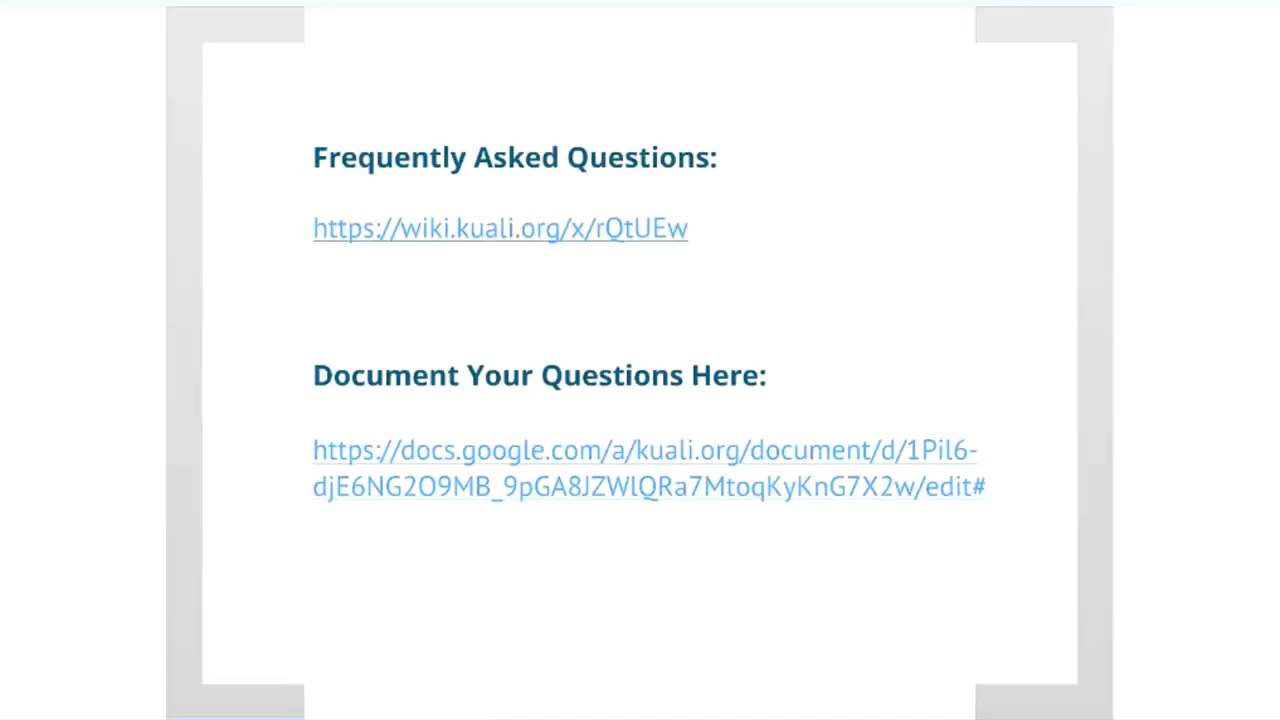 Frequently Asked Questions:
https://wiki.kuali.org/x/rQtUEw
Document Your Questions Here:
https://docs.google.com/a/kuali.org/document/d/1Pil6-
djE6NG2O9MB_9pGA8JZWlQRa7MtoqKyKnG7X2w/edit#